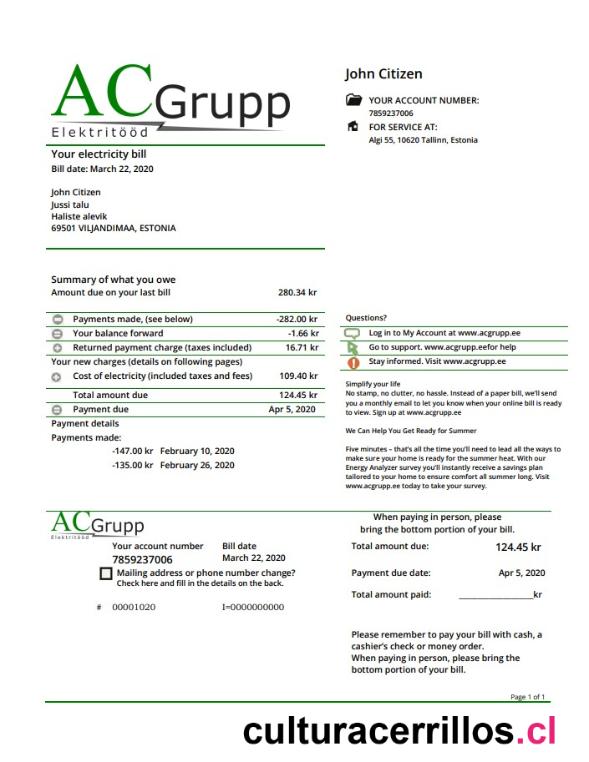 ACGrupp
Elektritööd
Your electricity bill
Bill date: March 22, 2020
John Citizen
Jussi talu
Haliste alevik
69501 VILJANDIMAA, ESTONIA
John Citizen
YOUR ACCOUNT NUMBER:
7859237006
FOR SERVICE AT:
Algi 55, 10620 Tallinn, Estonia
Summary of what you owe
Amount due on your last bill 280.34 kr
Payments made, (see below) -282.00 kr
Your balance forward -1.66 kr
Returned payment charge (taxes included) 16.71 kr
Your new charges (details on following pages)
Cost of electricity (included taxes and fees) 109.40 kr
Total amount due 124.45 kr
Payment due Apr 5, 2020
Payment details
Payments made:
-147.00 kr February 10, 2020
-135.00 kr February 26, 2020
Questions?
Log in to My Account at www.acgrupp.ee
Go to support. www.acgrupp.eefor help
Stay informed. Visit www.acgrupp.ee
Simplify your life
No stamp, no clutter, no hassle. Instead of a paper bill, we'll send
you a monthly email to let you know when your online bill is ready
to view. Sign up at www.acgrupp.ee
We Can Help You Get Ready for Summer
Five minutes – that's all the time you'll need to lead all the ways to
make sure your home is ready for the summer heat. With our
Energy Analyzer survey you'll instantly receive a savings plan
tailored to your home to ensure comfort all summer long. Visit
www.acgrupp.ee today to take your survey.
ACGrupp
Elektritööd
Your account number Bill date
7859237006 March 22, 2020
Mailing address or phone number change?
Check here and fill in the details on the back.
# 00001020 I=0000000000
When paying in person, please
bring the bottom portion of your bill.
Total amount due: 124.45 kr
Payment due date: Apr 5, 2020
Total amount paid: ________________kr
Please remember to pay your bill with cash, a
cashier's check or money order.
When paying in person, please bring the
bottom portion of your bill.
Page 1 of 1
culturacerrillos.cl